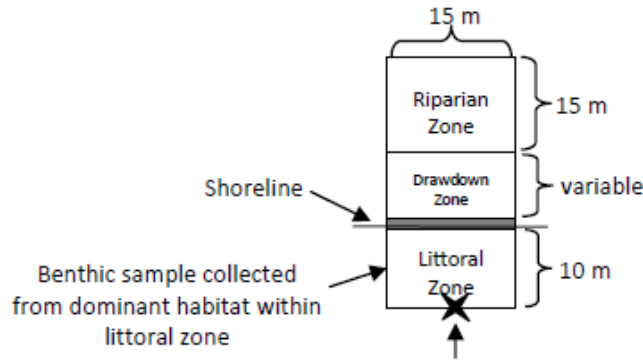 15 m
Riparian
Zone
15 m
Drawdown
Zone
variable
Shoreline
Littoral
Zone
10 m
Benthic sample collected
from dominant habitat within
littoral zone